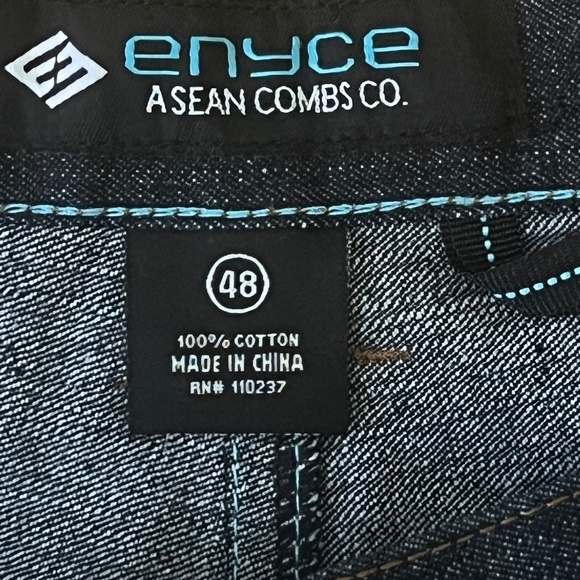 enyce
A SEAN COMBS CO.
48
100% COTTON
MADE IN CHINA
RN# 110237